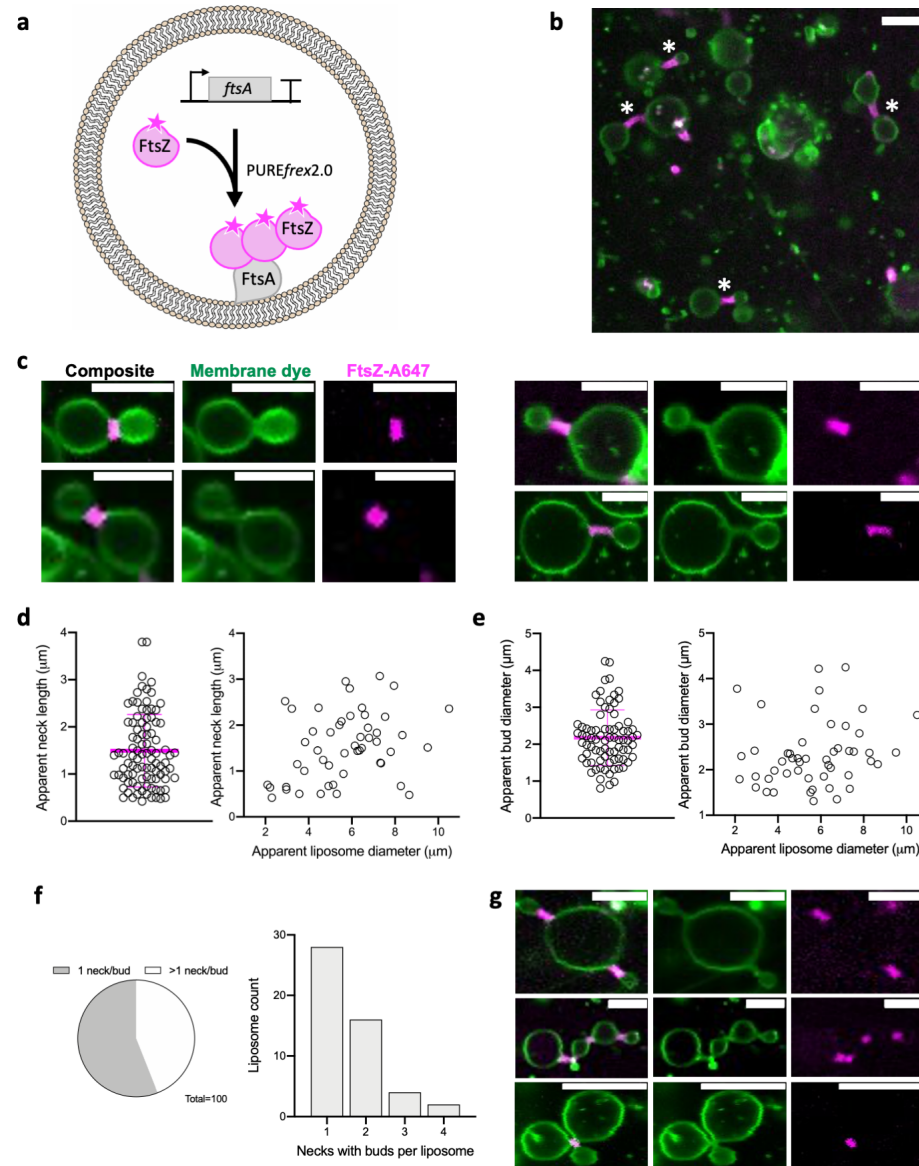 a
ftsA
FtsZ
PUREfrex2.0
FtsZ
FtsA
b
*
*
*
*
c
Composite
Membrane dye
FtsZ-A647
d
Apparent neck length (μm)
4
3
2
1
0
Apparent neck length (μm)
4
3
2
1
0
2 4 6 8 10
Apparent liposome diameter (μm)
e
Apparent bud diameter (μm)
5
4
3
2
1
0
Apparent bud diameter (μm)
5
4
3
2
1
2 4 6 8 10
Apparent liposome diameter (μm)
f
1 neck/bud >1 neck/bud
Total=100
Liposome count
30
20
10
0
1 2 3 4
Necks with buds per liposome
g